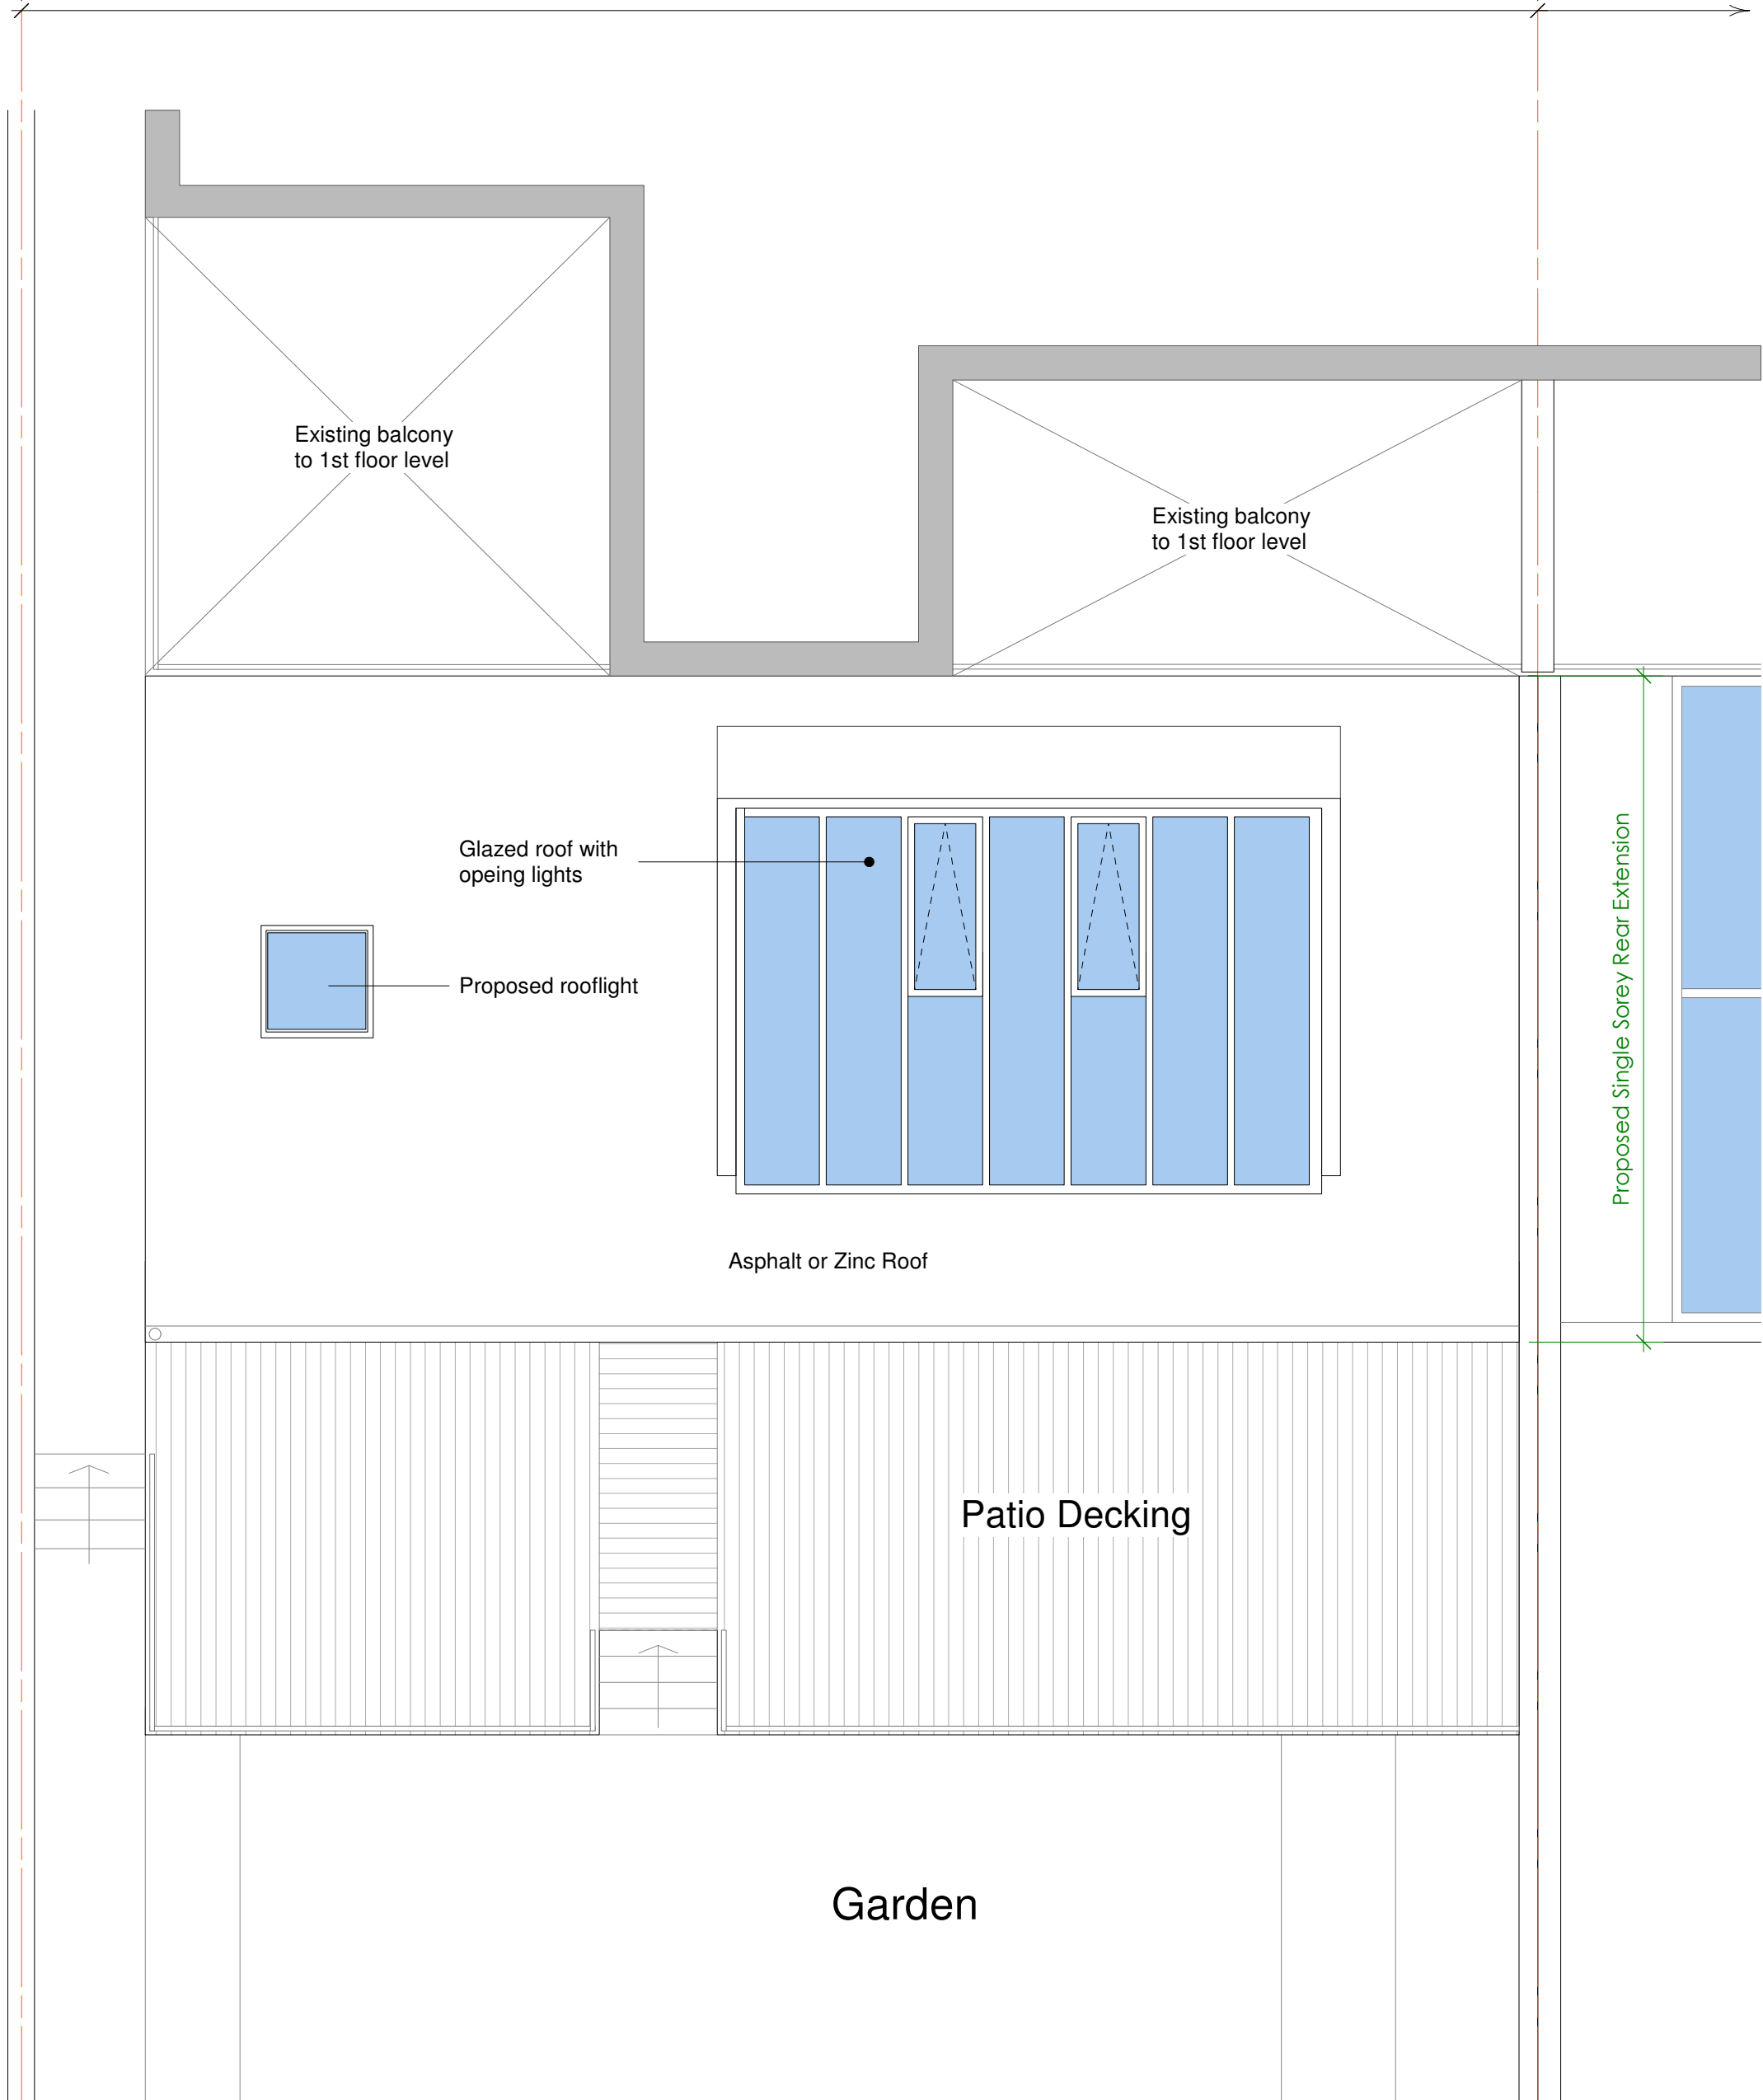 Existing balcony
to 1st floor level
Existing balcony
to 1st floor level
Glazed roof with
opeing lights
Proposed rooflight
Proposed Single Sorey Rear Extension
Asphalt or Zinc Roof
Patio Decking
Garden